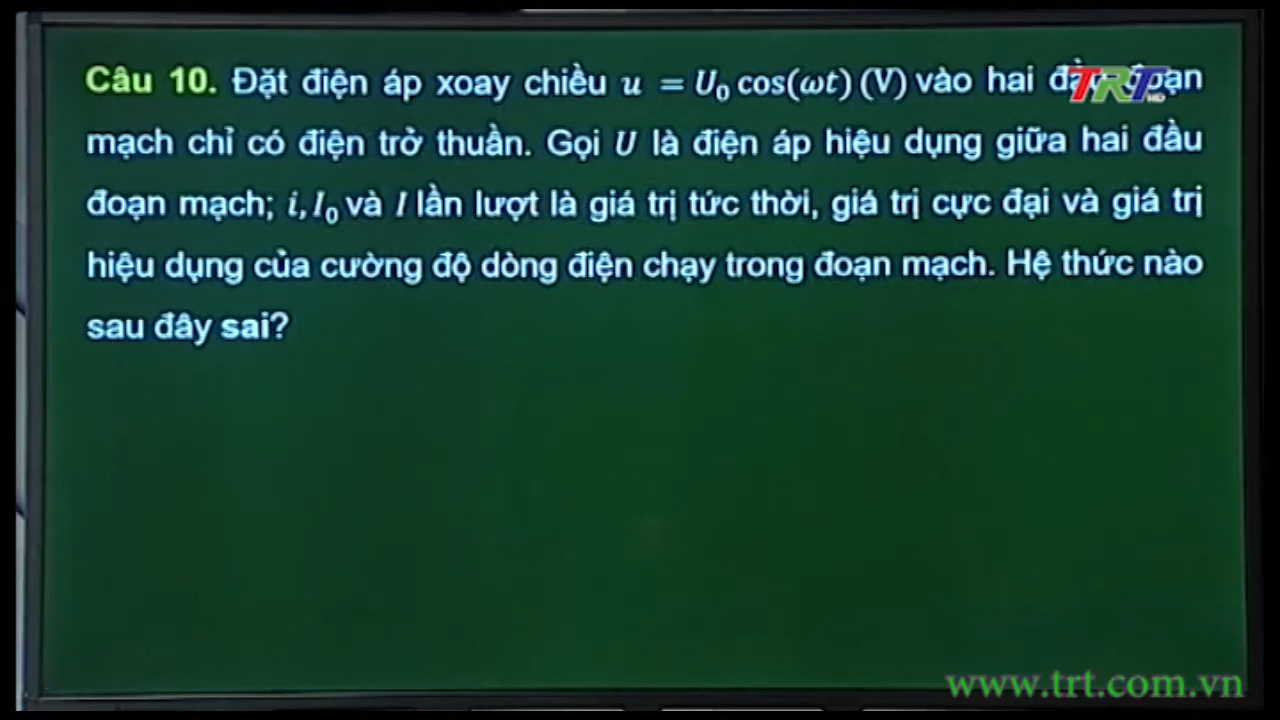 Câu 10. Đặt điện áp xoay chiều u = U₀ cos(ωt) (V) vào hai
TRT HD
mạch chỉ có điện trở thuần. Gọi U là điện áp hiệu dụng giữa hai đầu
đoạn mạch; i, I₀ và I lần lượt là giá trị tức thời, giá trị cực đại và giá trị
hiệu dụng của cường độ dòng điện chạy trong đoạn mạch. Hệ thức nào
sau đây sai?
www.trt.com.vn